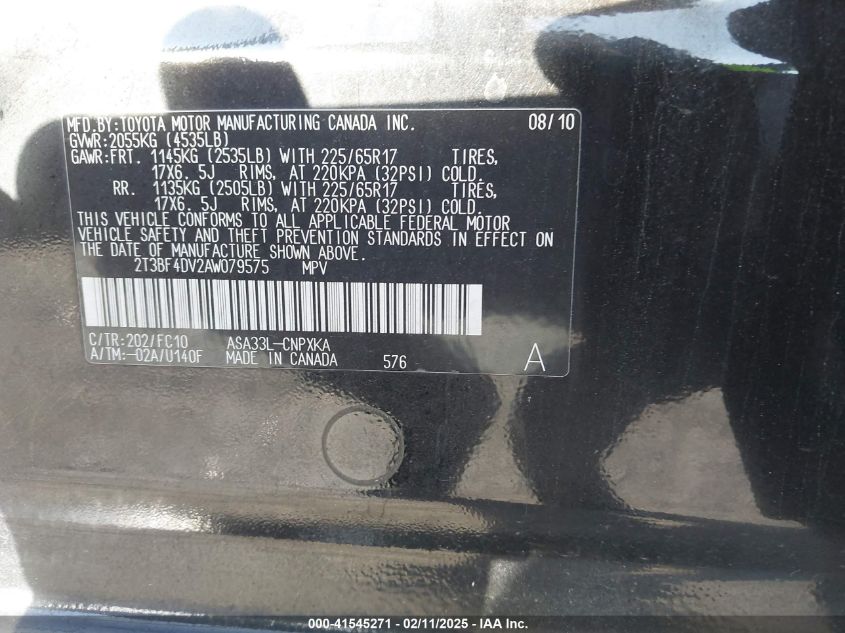 MFD.BY:TOYOTA MOTOR MANUFACTURING CANADA INC. 08/10
GVWR:2055KG (4535LB)
GAWR:FRT. 1145KG (2535LB) WITH 225/65R17 TIRES,
17X6.5J RIMS, AT 220KPA (32PSI) COLD.
RR. 1135KG (2505LB) WITH 225/65R17 TIRES,
17X6.5J RIMS, AT 220KPA (32PSI) COLD.
THIS VEHICLE CONFORMS TO ALL APPLICABLE FEDERAL MOTOR
VEHICLE SAFETY AND THEFT PREVENTION STANDARDS IN EFFECT ON
THE DATE OF MANUFACTURE SHOWN ABOVE.
2T3BF4DV2AW079575 MPV
C/TR:202/FC10 ASA33L-CNPXKA
A/TM:-02A/U140F MADE IN CANADA 576 A
000-41545271 - 02/11/2025 - IAA Inc.